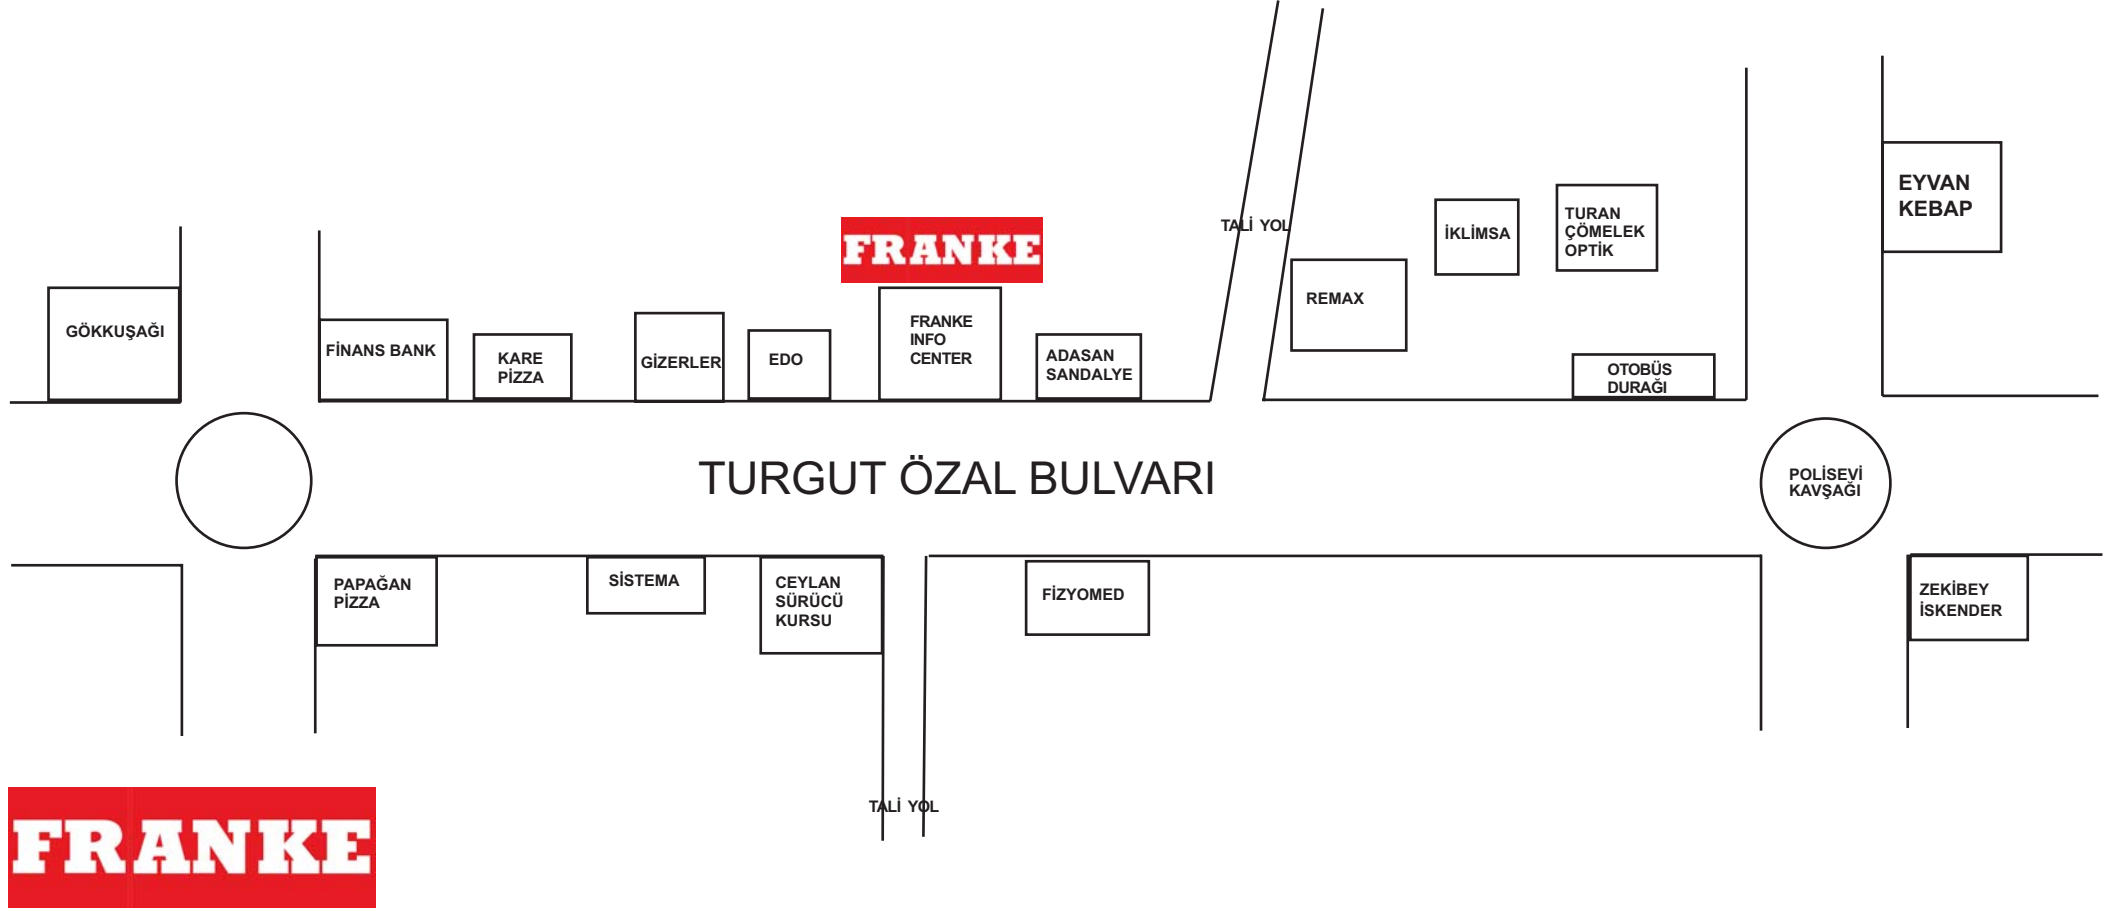 EYVAN
KEBAP
TURAN
ÇÖMELEK
OPTİK
İKLİMSA
TALİ YOL
FRANKE
REMAX
GÖKKUŞAĞI
FİNANS BANK
KARE
PİZZA
GİZERLER
EDO
FRANKE
INFO
CENTER
ADASAN
SANDALYE
OTOBÜS
DURAĞI
TURGUT ÖZAL BULVARI
POLİSEVİ
KAVŞAĞI
PAPAĞAN
PİZZA
SİSTEMA
CEYLAN
SÜRÜCÜ
KURSU
FİZYOMED
ZEKİBEY
İSKENDER
TALİ YOL
FRANKE